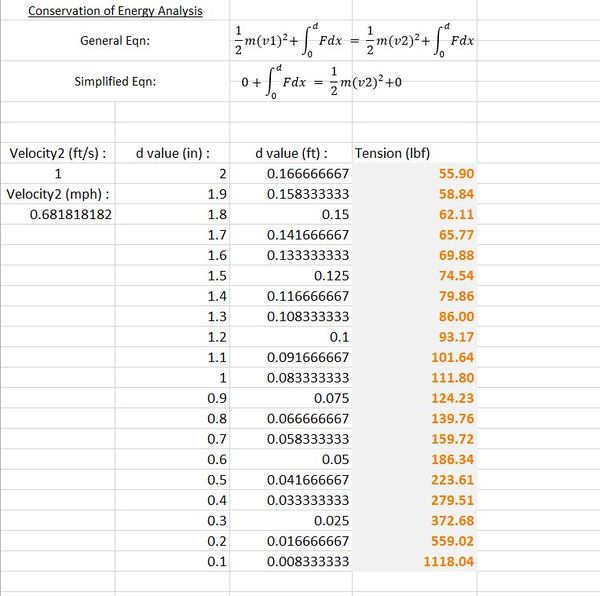 Conservation of Energy Analysis
General Eqn: 1/2 m(v1)²+ ∫₀ᵈ Fdx = 1/2 m(v2)²+ ∫₀ᵈ Fdx
Simplified Eqn: 0 + ∫₀ᵈ Fdx = 1/2 m(v2)²+0
Velocity2 (ft/s) : d value (in) : d value (ft) : Tension (lbf)
1 2 0.166666667 55.90
Velocity2 (mph) : 1.9 0.158333333 58.84
0.681818182 1.8 0.15 62.11
1.7 0.141666667 65.77
1.6 0.133333333 69.88
1.5 0.125 74.54
1.4 0.116666667 79.86
1.3 0.108333333 86.00
1.2 0.1 93.17
1.1 0.091666667 101.64
1 0.083333333 111.80
0.9 0.075 124.23
0.8 0.066666667 139.76
0.7 0.058333333 159.72
0.6 0.05 186.34
0.5 0.041666667 223.61
0.4 0.033333333 279.51
0.3 0.025 372.68
0.2 0.016666667 559.02
0.1 0.008333333 1118.04